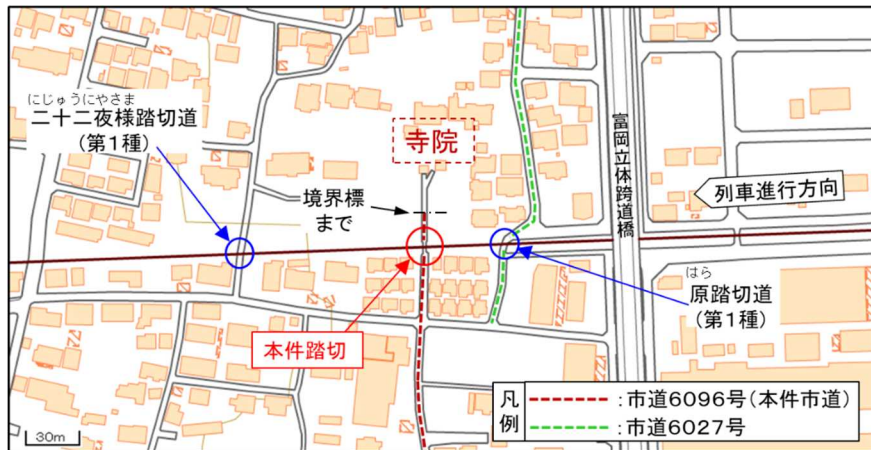 にじゅうにやさま
二十二夜様踏切道
(第1種)
寺院
境界標
まで
富岡立体跨道橋
列車進行方向
はら
原踏切道
(第1種)
本件踏切
30m
凡例
:市道6096号(本件市道)
:市道6027号